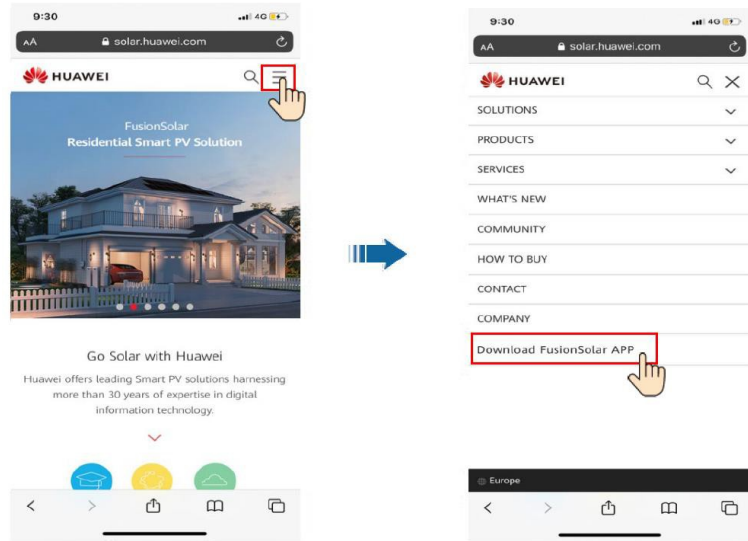 9:30
4G
AA
solar.huawei.com
HUAWEI
FusionSolar
Residential Smart PV Solution
Go Solar with Huawei
Huawei offers leading Smart PV solutions harnessing
more than 30 years of expertise in digital
information technology.
9:30
4G
AA
solar.huawei.com
HUAWEI
SOLUTIONS
PRODUCTS
SERVICES
WHAT'S NEW
COMMUNITY
HOW TO BUY
CONTACT
COMPANY
Download FusionSolar APP
Europe